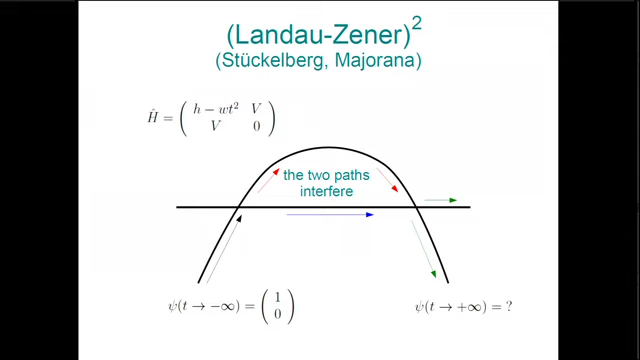 (Landau-Zener)²
(Stückelberg, Majorana)
Ĥ = ( h − wt² V
V 0 )
the two paths
interfere
ψ(t → −∞) = ( 1
0 )
ψ(t → +∞) = ?